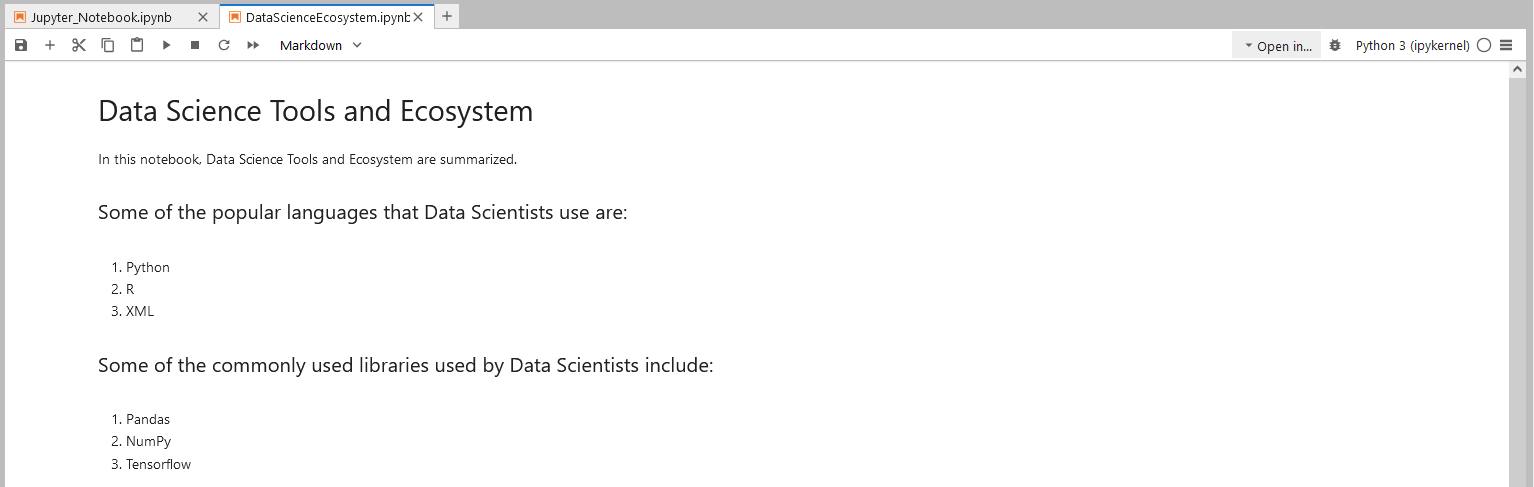 Jupyter_Notebook.ipynb DataScienceEcosystem.ipynb
Markdown Open in... Python 3 (ipykernel)
Data Science Tools and Ecosystem
In this notebook, Data Science Tools and Ecosystem are summarized.
Some of the popular languages that Data Scientists use are:
1. Python
2. R
3. XML
Some of the commonly used libraries used by Data Scientists include:
1. Pandas
2. NumPy
3. Tensorflow